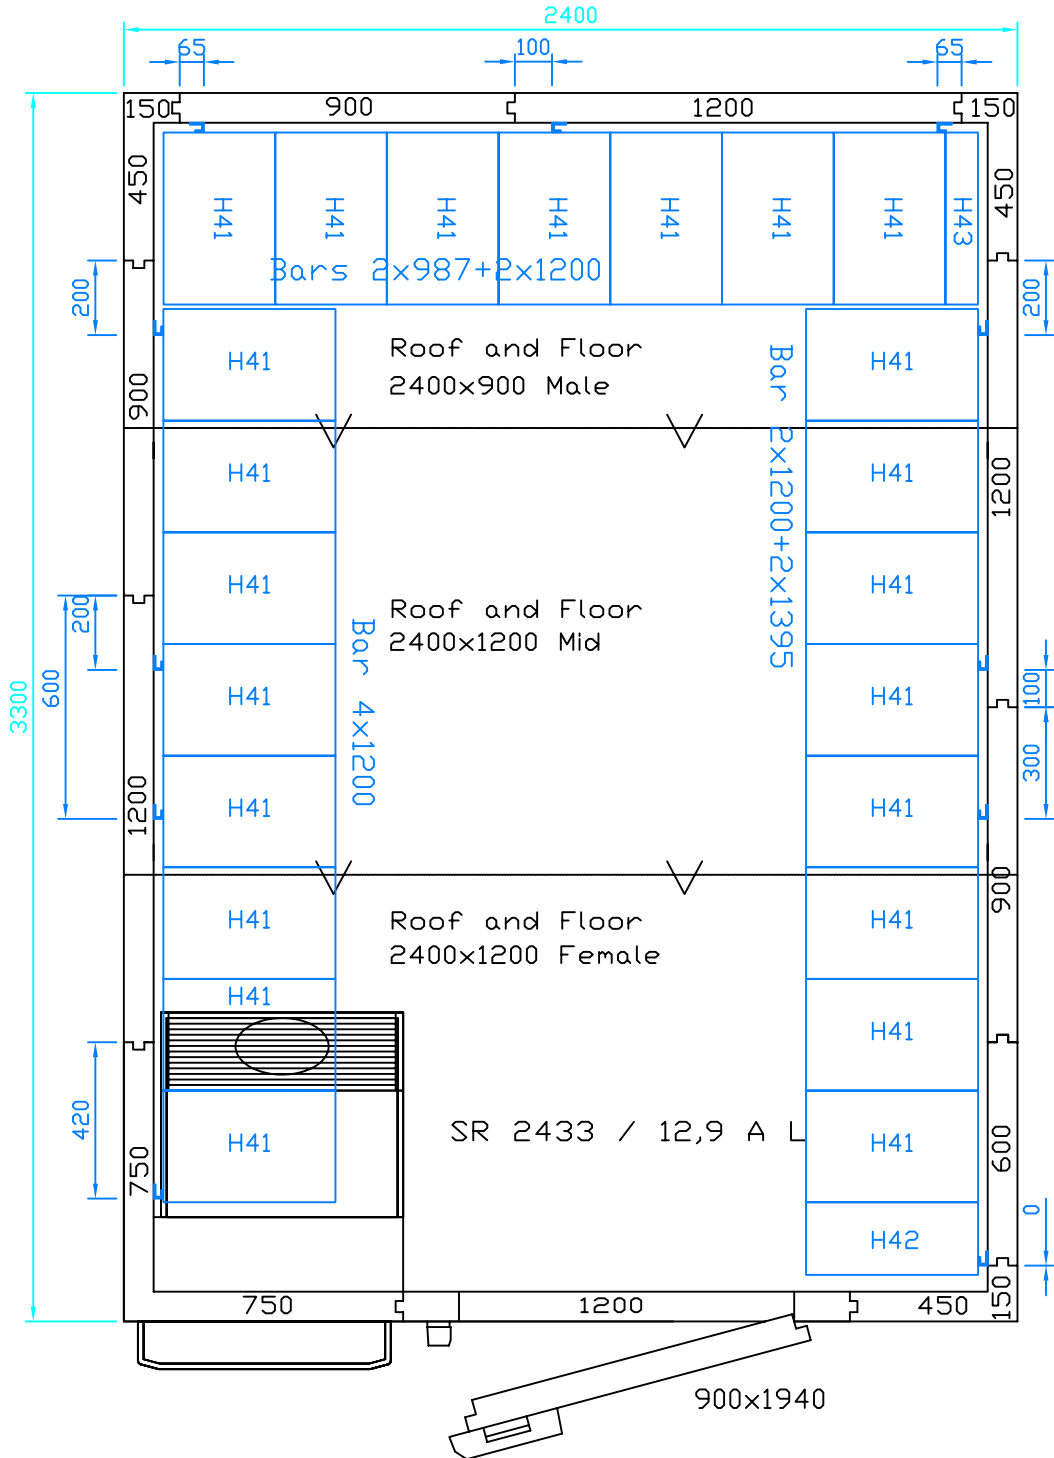 2400
65
100
65
150
900
1200
150
450
450
H41
H41
H41
H41
H41
H41
H41
H43
Bars 2x987+2x1200
200
200
H41
Roof and Floor
2400x900 Male
Bar 2x1200+2x1395
H41
900
H41
H41
1200
H41
H41
200
Roof and Floor
2400x1200 Mid
Bar 4x1200
600
3300
H41
H41
100
300
1200
H41
H41
900
H41
Roof and Floor
2400x1200 Female
H41
H41
H41
420
750
H41
SR 2433 / 12,9 A L
H41
600
0
H42
150
750
1200
450
900x1940